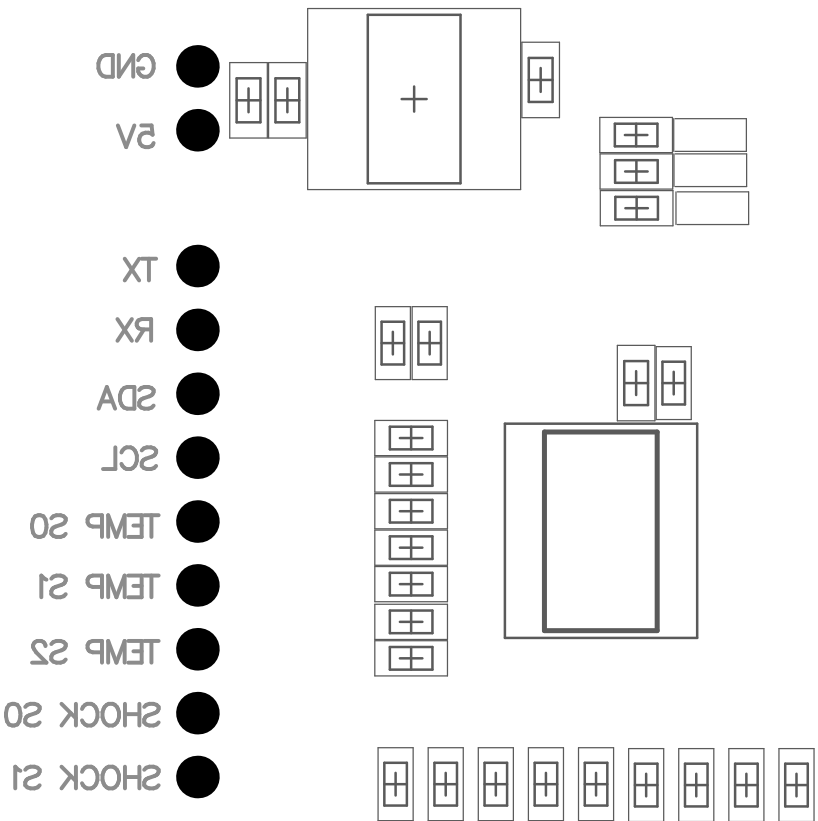 GND
5V
TX
RX
SDA
SCL
TEMP S0
TEMP S1
TEMP S2
SHOCK S0
SHOCK S1